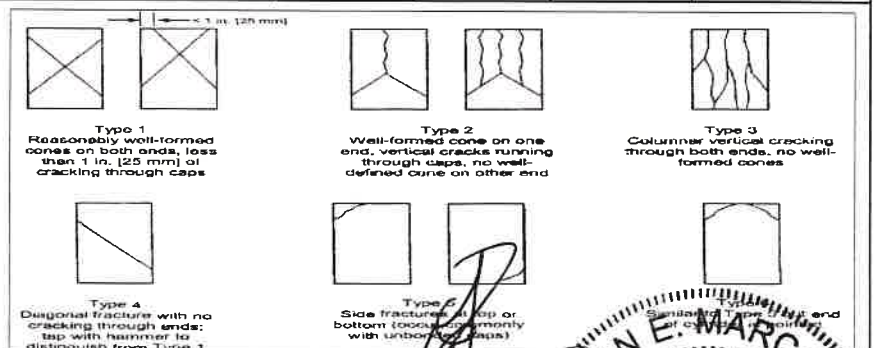 < 1 in. [25 mm]
Type 1
Reasonably well-formed
cones on both ends, less
than 1 in. [25 mm] of
cracking through caps
Type 2
Well-formed cone on one
end, vertical cracks running
through caps, no well-
defined cone on other end
Type 3
Columnar vertical cracking
through both ends, no well-
formed cones
Type 4
Diagonal fracture with no
cracking through ends;
tap with hammer to
distinguish from Type 1
Type 5
Side fractures at top or
bottom (occur commonly
with unbonded caps)
Type
Similar to Type 5 but end
of cylinder is
N E. MARC